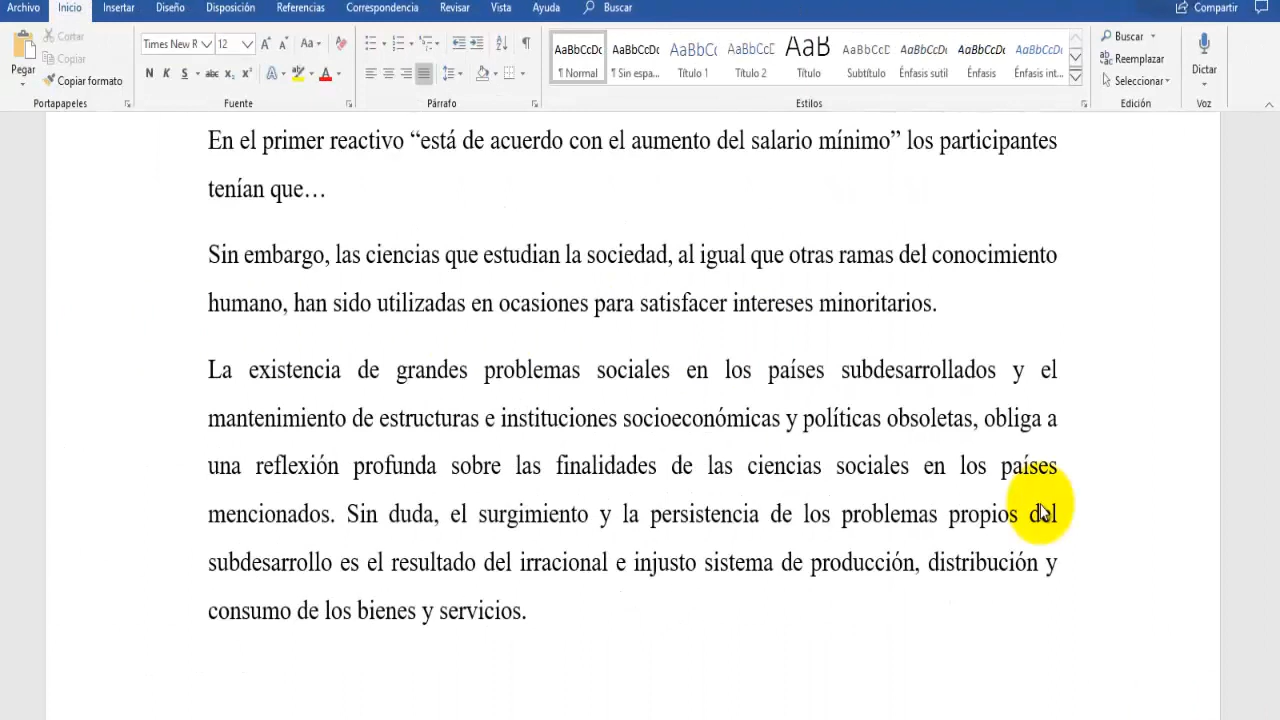 Archivo Inicio Insertar Diseño Disposición Referencias Correspondencia Revisar Vista Ayuda Buscar Compartir
Pegar
Cortar
Copiar
Copiar formato
Portapapeles
Times New R 12 Aa
N K S abc x₂ x²
Fuente
Párrafo
AaBbCcDc AaBbCcDc AaBbCc AaBbCcD AaB AaBbCcD AaBbCcDc AaBbCcDc AaBbCcDc
¶ Normal ¶ Sin espa... Título 1 Título 2 Título Subtítulo Énfasis sutil Énfasis Énfasis int...
Estilos
Buscar
Reemplazar
Seleccionar
Edición
Dictar
Voz
En el primer reactivo “está de acuerdo con el aumento del salario mínimo” los participantes
tenían que…
Sin embargo, las ciencias que estudian la sociedad, al igual que otras ramas del conocimiento
humano, han sido utilizadas en ocasiones para satisfacer intereses minoritarios.
La existencia de grandes problemas sociales en los países subdesarrollados y el
mantenimiento de estructuras e instituciones socioeconómicas y políticas obsoletas, obliga a
una reflexión profunda sobre las finalidades de las ciencias sociales en los países
mencionados. Sin duda, el surgimiento y la persistencia de los problemas propios del
subdesarrollo es el resultado del irracional e injusto sistema de producción, distribución y
consumo de los bienes y servicios.